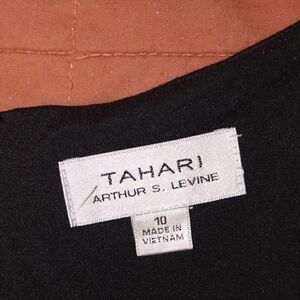 TAHARI
ARTHUR S. LEVINE
10
MADE IN
VIETNAM